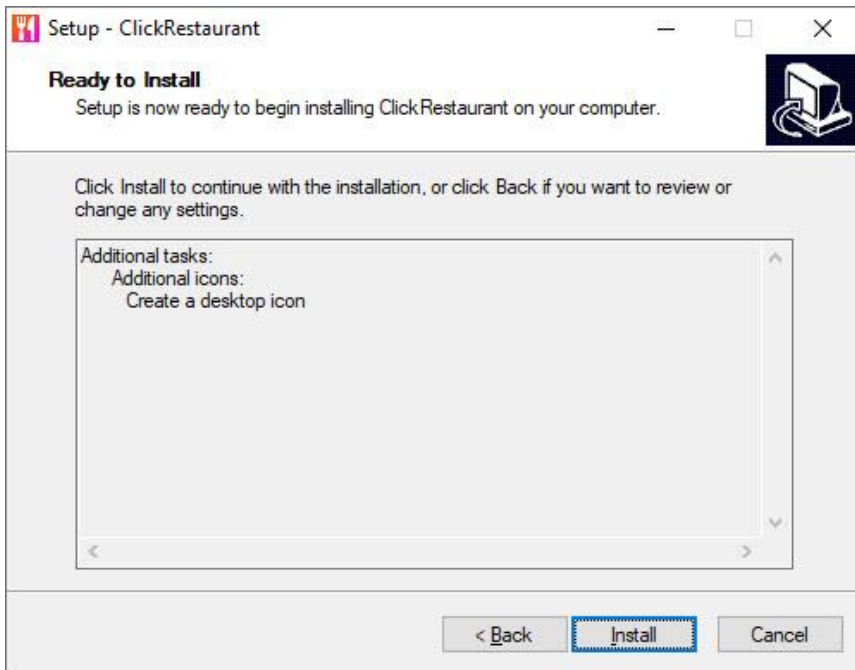 Setup - ClickRestaurant
Ready to Install
Setup is now ready to begin installing ClickRestaurant on your computer.
Click Install to continue with the installation, or click Back if you want to review or
change any settings.
Additional tasks:
Additional icons:
Create a desktop icon
< Back
Install
Cancel